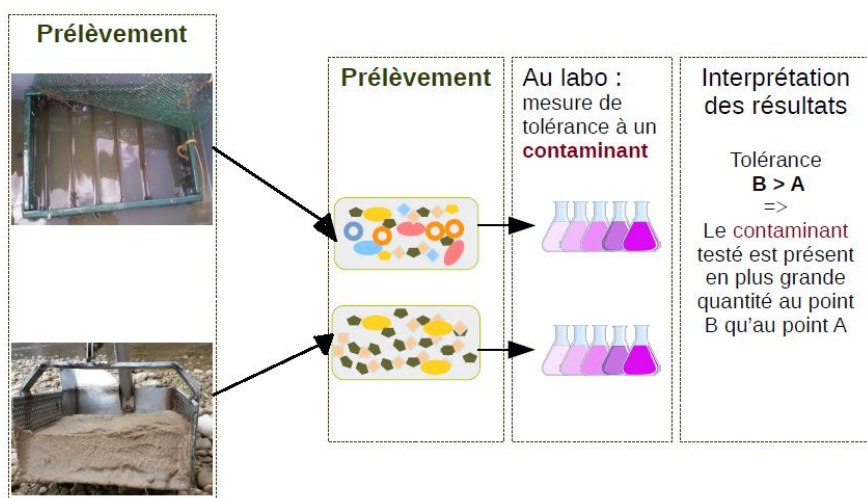 Prélèvement
Prélèvement
Au labo :
mesure de
tolérance à un
contaminant
Interprétation
des résultats
Tolérance
B > A
=>
Le contaminant
testé est présent
en plus grande
quantité au point
B qu'au point A